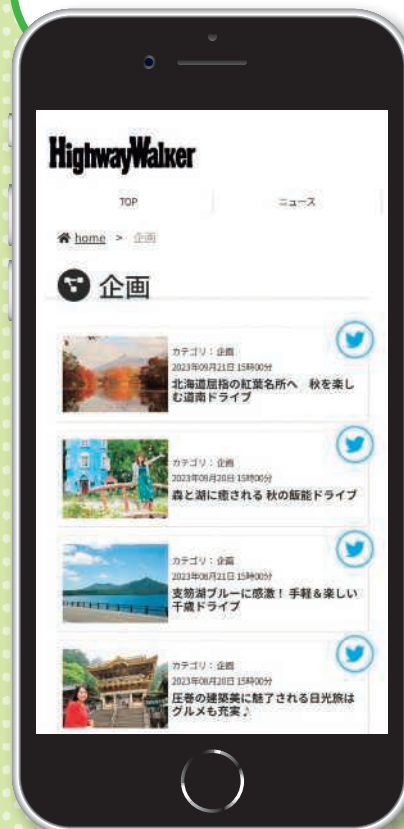 HighwayWalker
TOP ニュース
home > 企画
企画
カテゴリ：企画
2023年09月21日 15時00分
北海道屈指の紅葉名所へ 秋を楽し
む道南ドライブ
カテゴリ：企画
2023年09月20日 15時00分
森と湖に癒される 秋の飯能ドライブ
カテゴリ：企画
2023年08月21日 15時00分
支笏湖ブルーに感激！ 手軽&楽しい
千歳ドライブ
カテゴリ：企画
2023年08月20日 15時00分
圧巻の建築美に魅了される日光旅は
グルメも充実♪